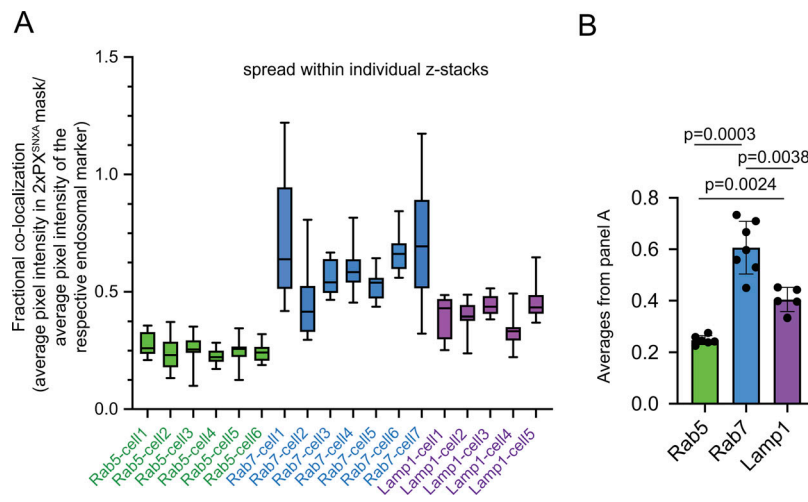 A
Fractional co-localization
(average pixel intensity in 2xPXSNXA mask/
average pixel intensity of the
respective endosomal marker)
1.5
1.0
0.5
0.0
spread within individual z-stacks
Rab5-cell1
Rab5-cell2
Rab5-cell3
Rab5-cell4
Rab5-cell5
Rab5-cell6
Rab7-cell1
Rab7-cell2
Rab7-cell3
Rab7-cell4
Rab7-cell5
Rab7-cell6
Rab7-cell7
Lamp1-cell1
Lamp1-cell2
Lamp1-cell3
Lamp1-cell4
Lamp1-cell5
B
p=0.0003
p=0.0038
p=0.0024
Averages from panel A
0.8
0.6
0.4
0.2
0.0
Rab5
Rab7
Lamp1